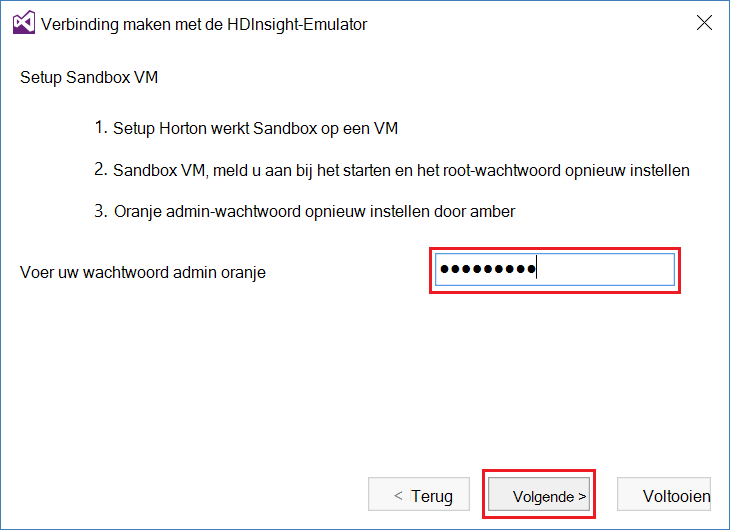 Verbinding maken met de HDInsight-Emulator
Setup Sandbox VM
1. Setup Horton werkt Sandbox op een VM
2. Sandbox VM, meld u aan bij het starten en het root-wachtwoord opnieuw instellen
3. Oranje admin-wachtwoord opnieuw instellen door amber
Voer uw wachtwoord admin oranje ●●●●●●●●●
< Terug Volgende > Voltooien